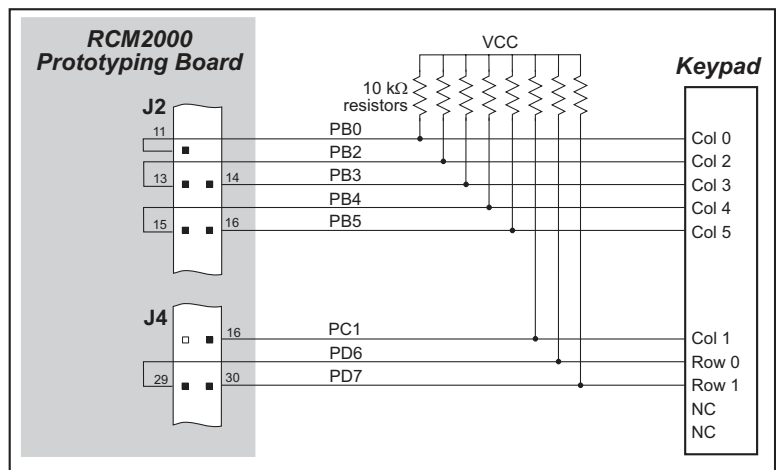 RCM2000
Prototyping Board
VCC
Keypad
10 kΩ
resistors
J2
11
PB0
Col 0
PB2
Col 2
13
14
PB3
Col 3
PB4
Col 4
15
16
PB5
Col 5
J4
16
PC1
Col 1
PD6
Row 0
29
30
PD7
Row 1
NC
NC